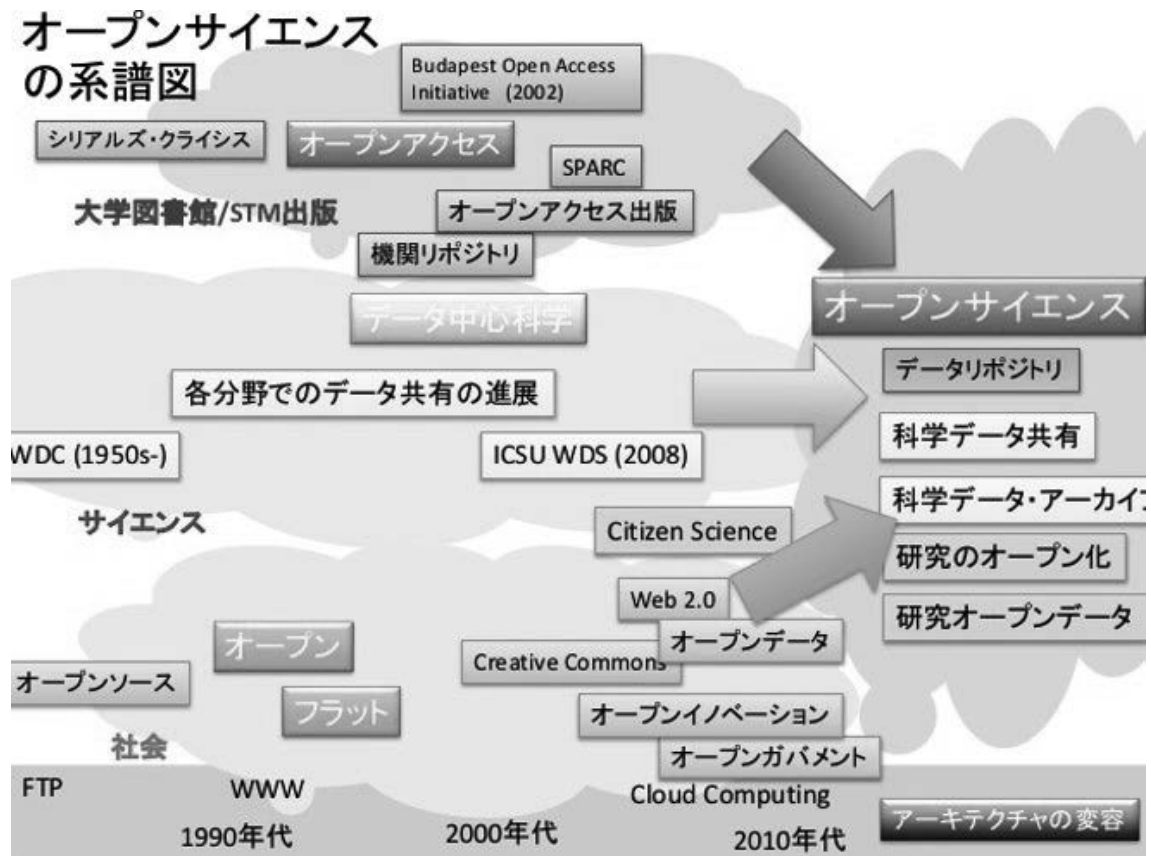 オープンサイエンス
の系譜図
Budapest Open Access
Initiative (2002)
シリアルズ・クライシス
オープンアクセス
SPARC
大学図書館/STM出版
オープンアクセス出版
機関リポジトリ
データ中心科学
オープンサイエンス
データリポジトリ
各分野でのデータ共有の進展
科学データ共有
WDC (1950s-)
ICSU WDS (2008)
科学データ・アーカイブ
サイエンス
Citizen Science
研究のオープン化
Web 2.0
研究オープンデータ
オープン
オープンデータ
Creative Commons
オープンソース
フラット
オープンイノベーション
社会
オープンガバメント
FTP
WWW
Cloud Computing
アーキテクチャの変容
1990年代
2000年代
2010年代